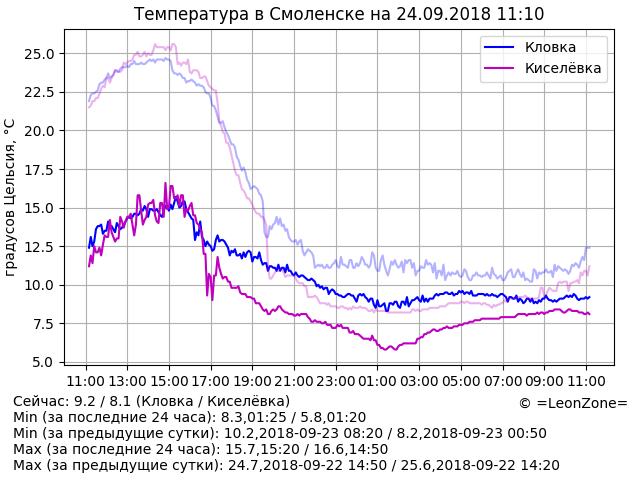 Температура в Смоленске на 24.09.2018 11:10
Кловка
Киселёвка
градусов Цельсия, °C
25.0
22.5
20.0
17.5
15.0
12.5
10.0
7.5
5.0
11:00 13:00 15:00 17:00 19:00 21:00 23:00 01:00 03:00 05:00 07:00 09:00 11:00
Сейчас: 9.2 / 8.1 (Кловка / Киселёвка)
© =LeonZone=
Min (за последние 24 часа): 8.3,01:25 / 5.8,01:20
Min (за предыдущие сутки): 10.2,2018-09-23 08:20 / 8.2,2018-09-23 00:50
Max (за последние 24 часа): 15.7,15:20 / 16.6,14:50
Max (за предыдущие сутки): 24.7,2018-09-22 14:50 / 25.6,2018-09-22 14:20